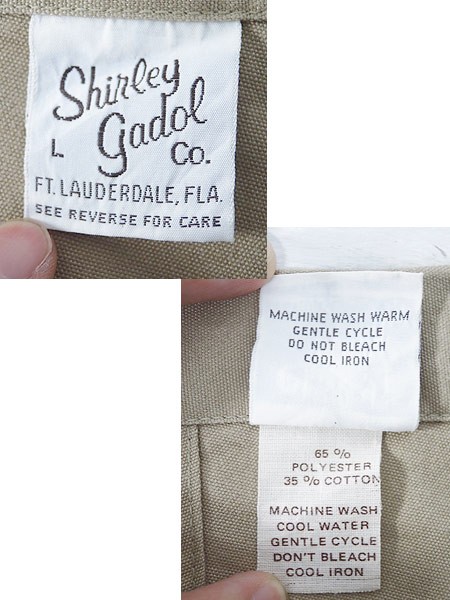 Shirley
Gadol
L Co.
FT. LAUDERDALE, FLA.
SEE REVERSE FOR CARE
MACHINE WASH WARM
GENTLE CYCLE
DO NOT BLEACH
COOL IRON
65 %
POLYESTER
35 % COTTON
MACHINE WASH
COOL WATER
GENTLE CYCLE
DON'T BLEACH
COOL IRON